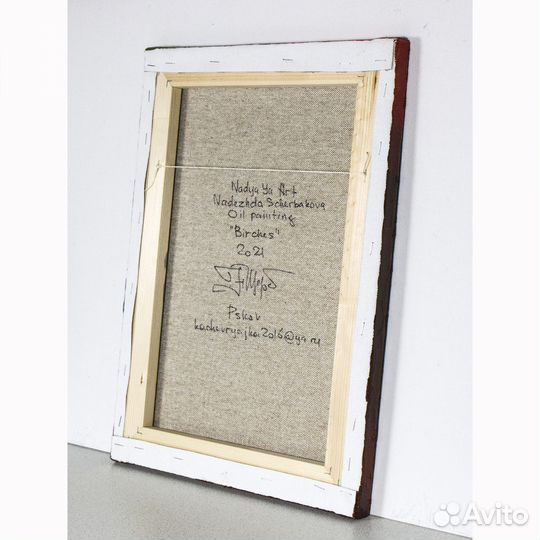 Nadya Ya Art
Nadezhda Scherbakova
Oil painting
"Birches"
2021
Pskov
Avito